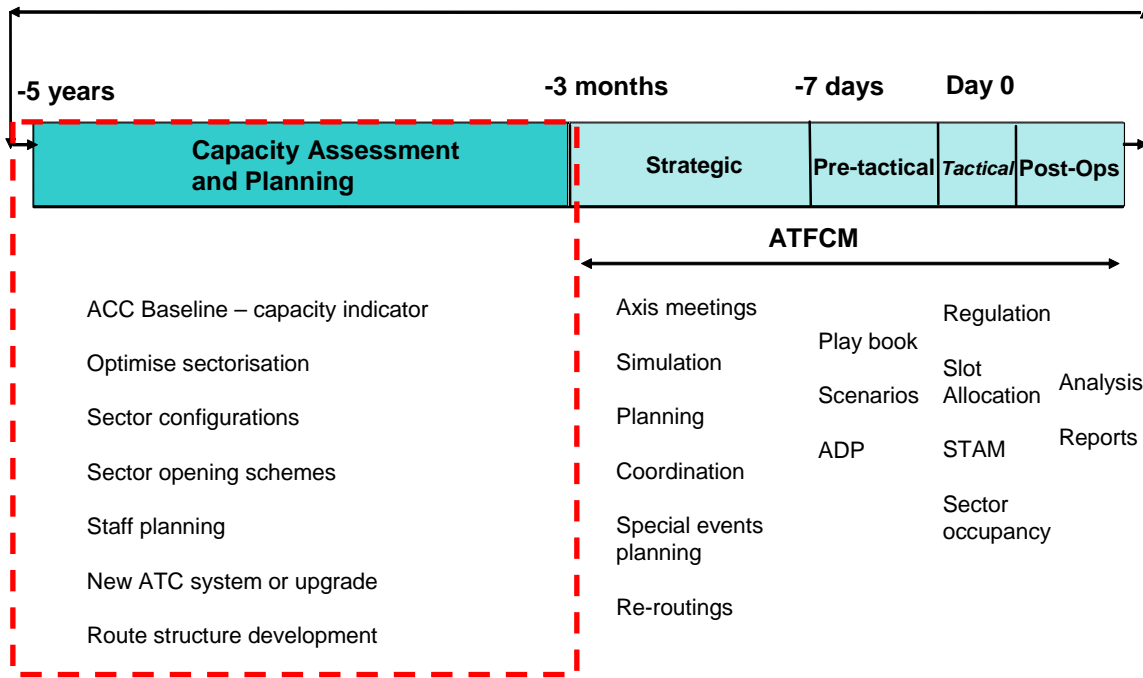 -5 years
-3 months
-7 days
Day 0
Capacity Assessment
and Planning
Strategic
Pre-tactical
Tactical
Post-Ops
ATFCM
ACC Baseline – capacity indicator
Optimise sectorisation
Sector configurations
Sector opening schemes
Staff planning
New ATC system or upgrade
Route structure development
Axis meetings
Simulation
Planning
Coordination
Special events
planning
Re-routings
Play book
Scenarios
ADP
Regulation
Slot
Allocation
STAM
Sector
occupancy
Analysis
Reports